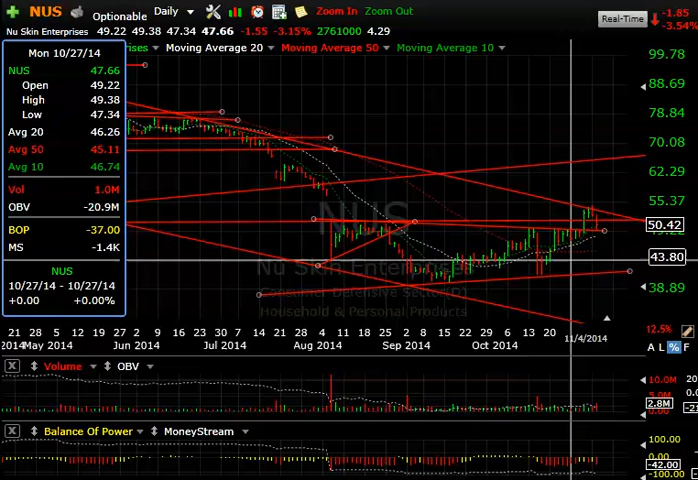 NUS Optionable Daily Zoom In Zoom Out Real-Time -1.85 -3.54%
Nu Skin Enterprises 49.22 49.38 47.34 47.66 -1.55 -3.15% 2761000 4.29
Moving Average 20 Moving Average 50 Moving Average 10
Mon 10/27/14
NUS 47.66
Open 49.22
High 49.38
Low 47.34
Avg 20 46.26
Avg 50 45.11
Avg 10 46.74
Vol 1.0M
OBV -20.9M
BOP -37.00
MS -1.4K
NUS
10/27/14 - 10/27/14
+0.00 +0.00%
99.78
88.69
78.84
70.08
62.29
55.37
50.42
43.80
38.89
NUS
Nu Skin Enterprises
Household & Personal Products
21 28 5 12 19 27 2 9 16 23 30 7 14 21 28 4 11 18 25 2 8 15 22 29 6 13 20 11/4/2014 12.5%
2014 May 2014 Jun 2014 Jul 2014 Aug 2014 Sep 2014 Oct 2014 A L % F
X Volume OBV
10.0M
2.8M
X Balance Of Power MoneyStream
100.00
0.00
-42.00
-100.00